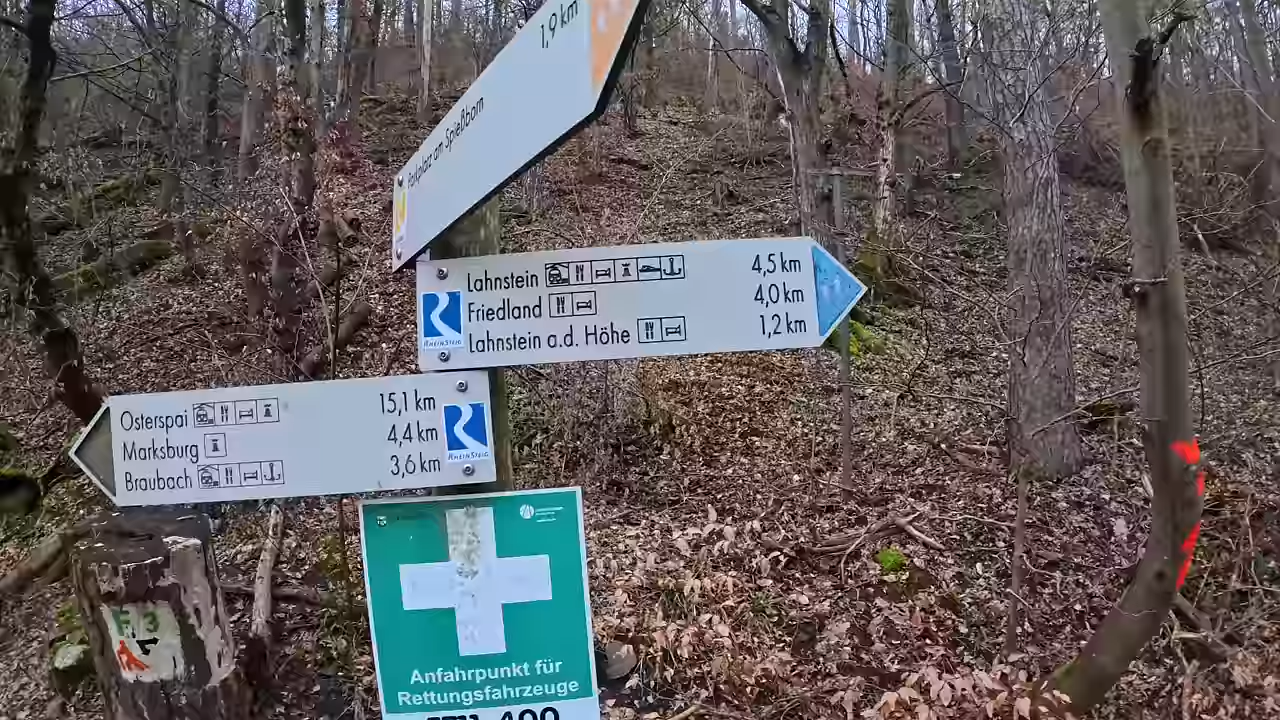 1,9 km
Parkplatz am Spießborn
Lahnstein 4,5 km
Friedland 4,0 km
Lahnstein a.d. Höhe 1,2 km
RHEINSTEIG
Osterspai 15,1 km
Marksburg 4,4 km
Braubach 3,6 km
RHEINSTEIG
Anfahrpunkt für
Rettungsfahrzeuge
400